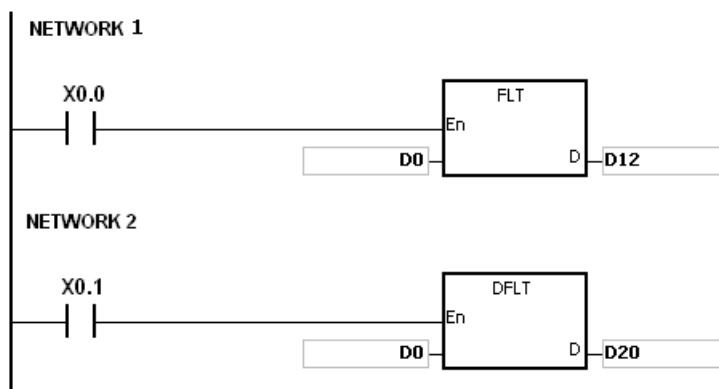 NETWORK 1
X0.0
FLT
En
D0 D D12
NETWORK 2
X0.1
DFLT
En
D0 D D20